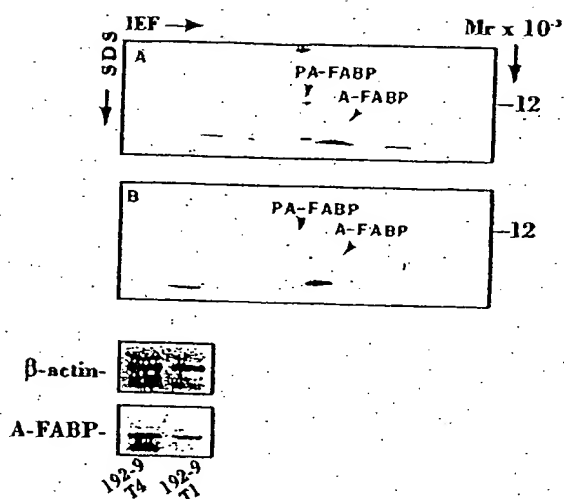 IEF → Mr x 10⁻³
SDS
A
PA-FABP
A-FABP
-12
B
PA-FABP
A-FABP
-12
β-actin-
A-FABP-
192-9 192-9
T4 T1